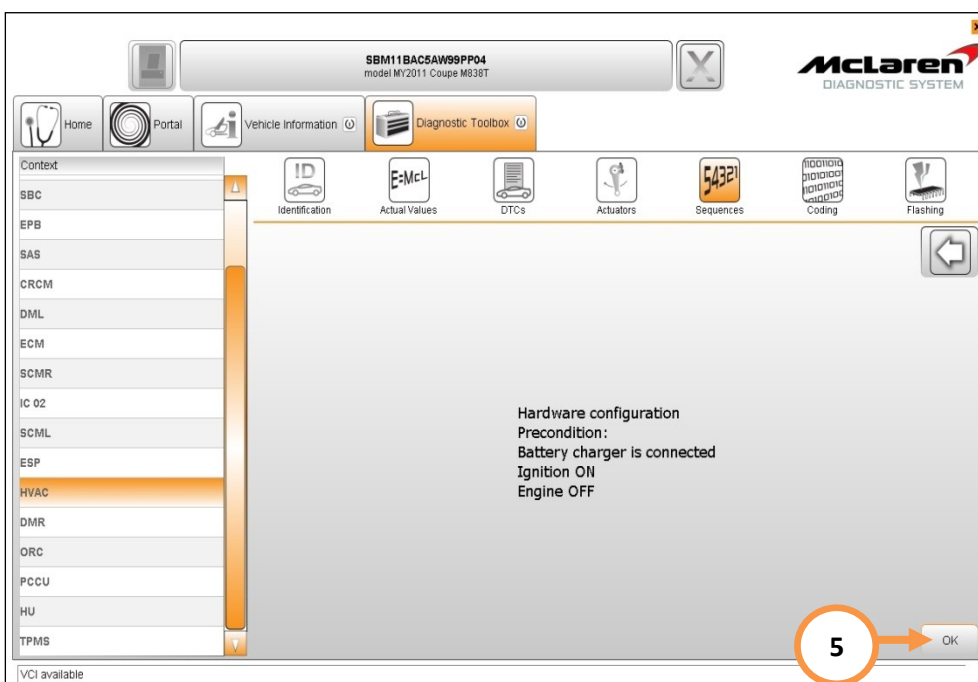 SBM11BAC5AW99PP04
model MY2011 Coupe M838T
X
McLaren
DIAGNOSTIC SYSTEM
Home
Portal
Vehicle Information
Diagnostic Toolbox
Context
SBC
EPB
SAS
CRCM
DML
ECM
SCMR
IC 02
SCML
ESP
HVAC
DMR
ORC
PCCU
HU
TPMS
ID
Identification
E=McL
Actual Values
DTCs
Actuators
54321
Sequences
Coding
Flashing
Hardware configuration
Precondition:
Battery charger is connected
Ignition ON
Engine OFF
5
OK
VCI available